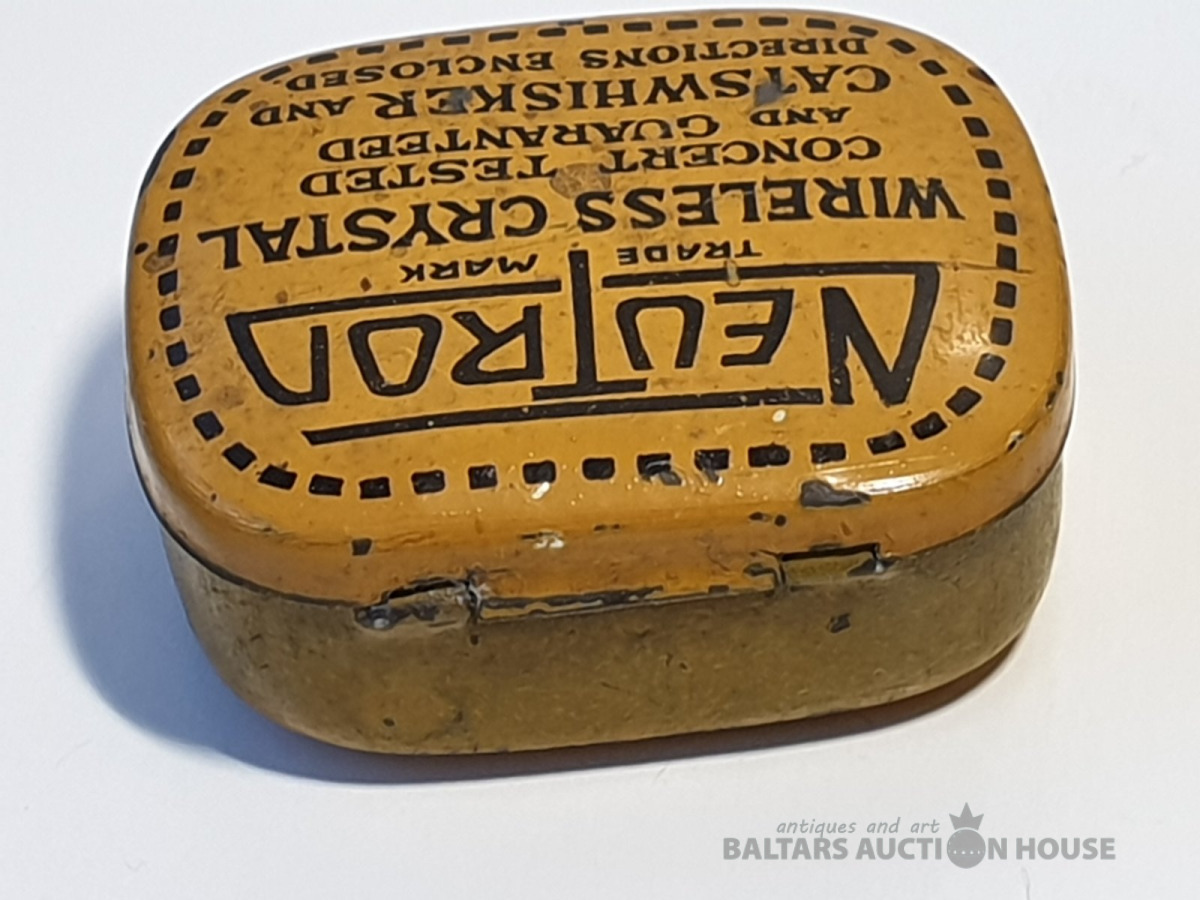 NEUTRON
TRADE MARK
WIRELESS CRYSTAL
CONCERT TESTED
AND GUARANTEED
CATSWHISKER AND
DIRECTIONS ENCLOSED.
antiques and art
BALTARS AUCTION HOUSE